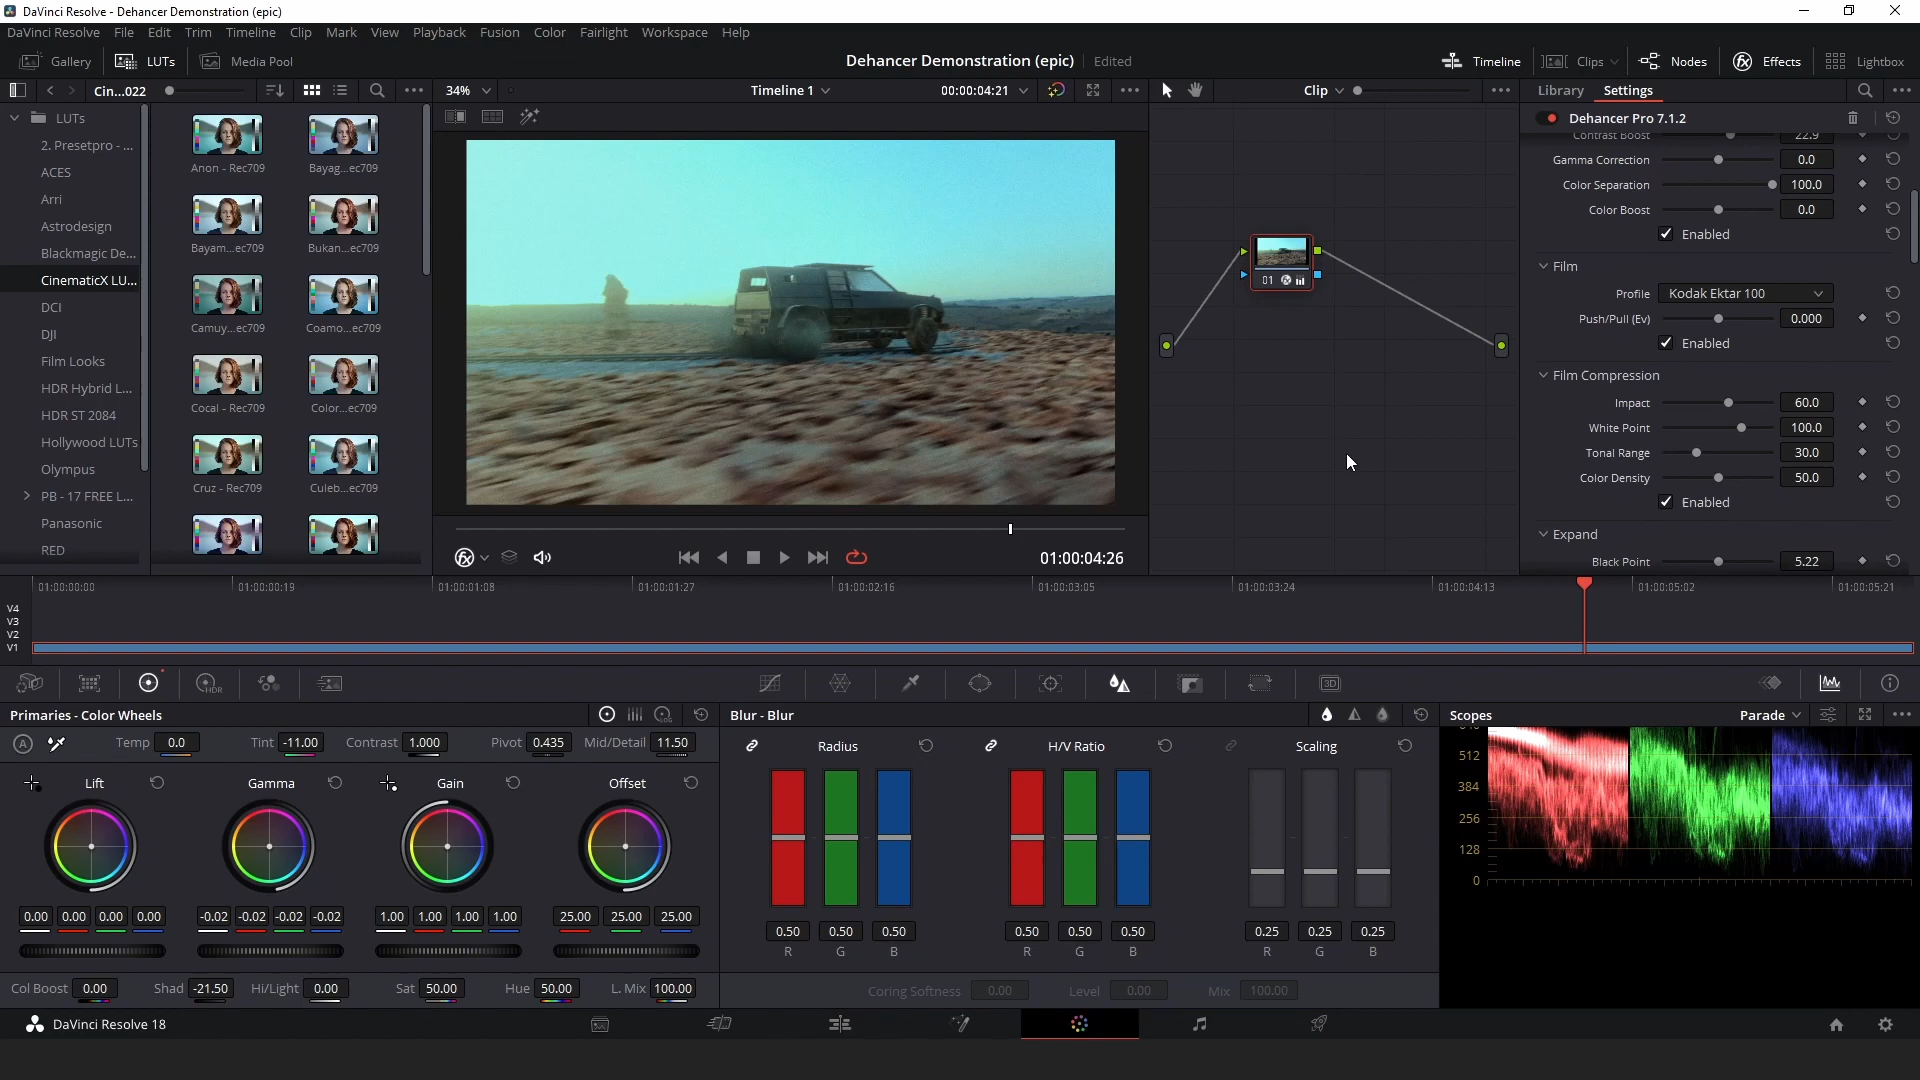 DaVinci Resolve - Dehancer Demonstration (epic)
DaVinci Resolve File Edit Trim Timeline Clip Mark View Playback Fusion Color Fairlight Workspace Help
Gallery LUTs Media Pool Dehancer Demonstration (epic) Edited Timeline Clips Nodes Effects Lightbox
Cin...022 34% Timeline 1 00:00:04:21 Clip Library Settings
LUTs
2. Presetpro - ...
ACES
Arri
Astrodesign
Blackmagic De...
CinematicX LU...
DCI
DJI
Film Looks
HDR Hybrid L...
HDR ST 2084
Hollywood LUTs
Olympus
PB - 17 FREE L...
Panasonic
RED
Anon - Rec709 Bayag...ec709
Bayam...ec709 Bukan...ec709
Camuy...ec709 Coamo...ec709
Cocal - Rec709 Color...ec709
Cruz - Rec709 Culeb...ec709
01
01:00:04:26
Dehancer Pro 7.1.2
Contrast Boost 22.9
Gamma Correction 0.0
Color Separation 100.0
Color Boost 0.0
Enabled
Film
Profile Kodak Ektar 100
Push/Pull (Ev) 0.000
Enabled
Film Compression
Impact 60.0
White Point 100.0
Tonal Range 30.0
Color Density 50.0
Enabled
Expand
Black Point 5.22
01:00:00:00 01:00:00:19 01:00:01:08 01:00:01:27 01:00:02:16 01:00:03:05 01:00:03:24 01:00:04:13 01:00:05:02 01:00:05:21
V4
V3
V2
V1
HDR 3D
Primaries - Color Wheels LOG Blur - Blur Scopes Parade
A Temp 0.0 Tint -11.00 Contrast 1.000 Pivot 0.435 Mid/Detail 11.50
Lift Gamma Gain Offset
0.00 0.00 0.00 0.00 -0.02 -0.02 -0.02 -0.02 1.00 1.00 1.00 1.00 25.00 25.00 25.00
Col Boost 0.00 Shad -21.50 Hi/Light 0.00 Sat 50.00 Hue 50.00 L. Mix 100.00
Radius H/V Ratio Scaling
0.50 0.50 0.50 0.50 0.50 0.50 0.25 0.25 0.25
R G B R G B R G B
Coring Softness 0.00 Level 0.00 Mix 100.00
512
384
256
128
0
DaVinci Resolve 18